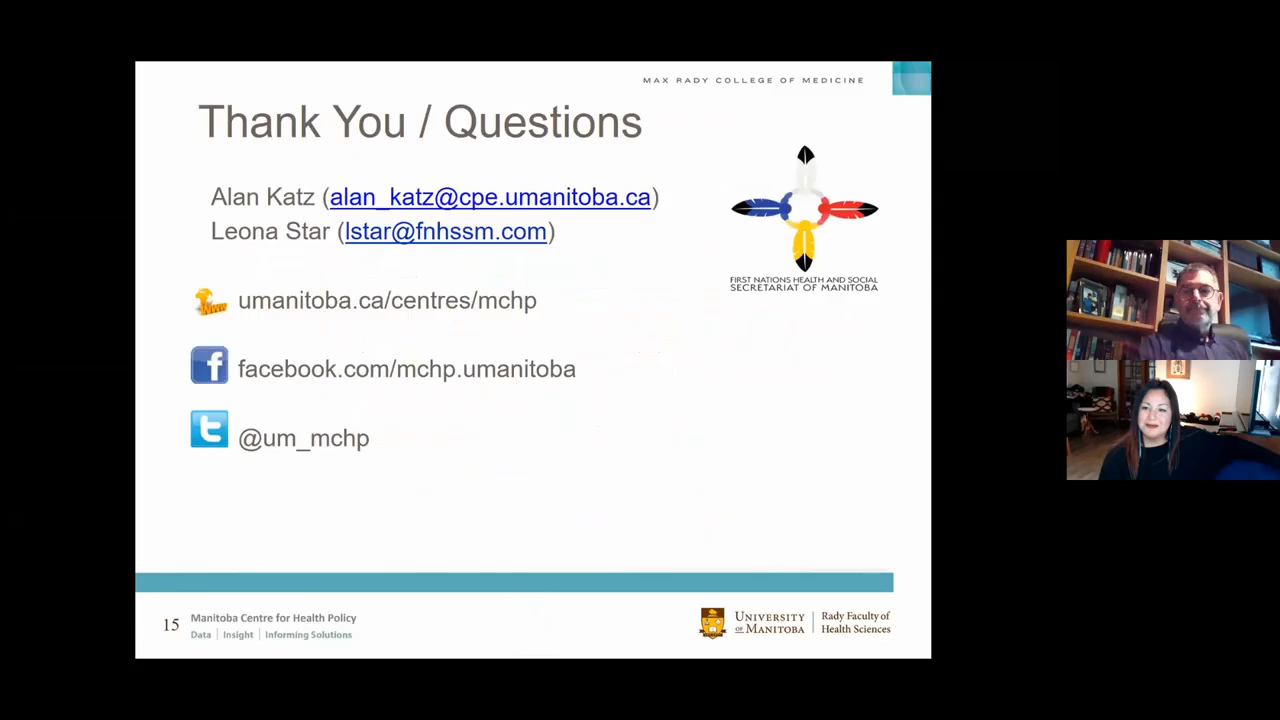 MAX RADY COLLEGE OF MEDICINE
Thank You / Questions
Alan Katz (alan_katz@cpe.umanitoba.ca)
Leona Star (lstar@fnhssm.com)
FIRST NATIONS HEALTH AND SOCIAL
SECRETARIAT OF MANITOBA
www
umanitoba.ca/centres/mchp
f
facebook.com/mchp.umanitoba
t
@um_mchp
15
Manitoba Centre for Health Policy
Data | Insight | Informing Solutions
UNIVERSITY
OF MANITOBA
Rady Faculty of
Health Sciences